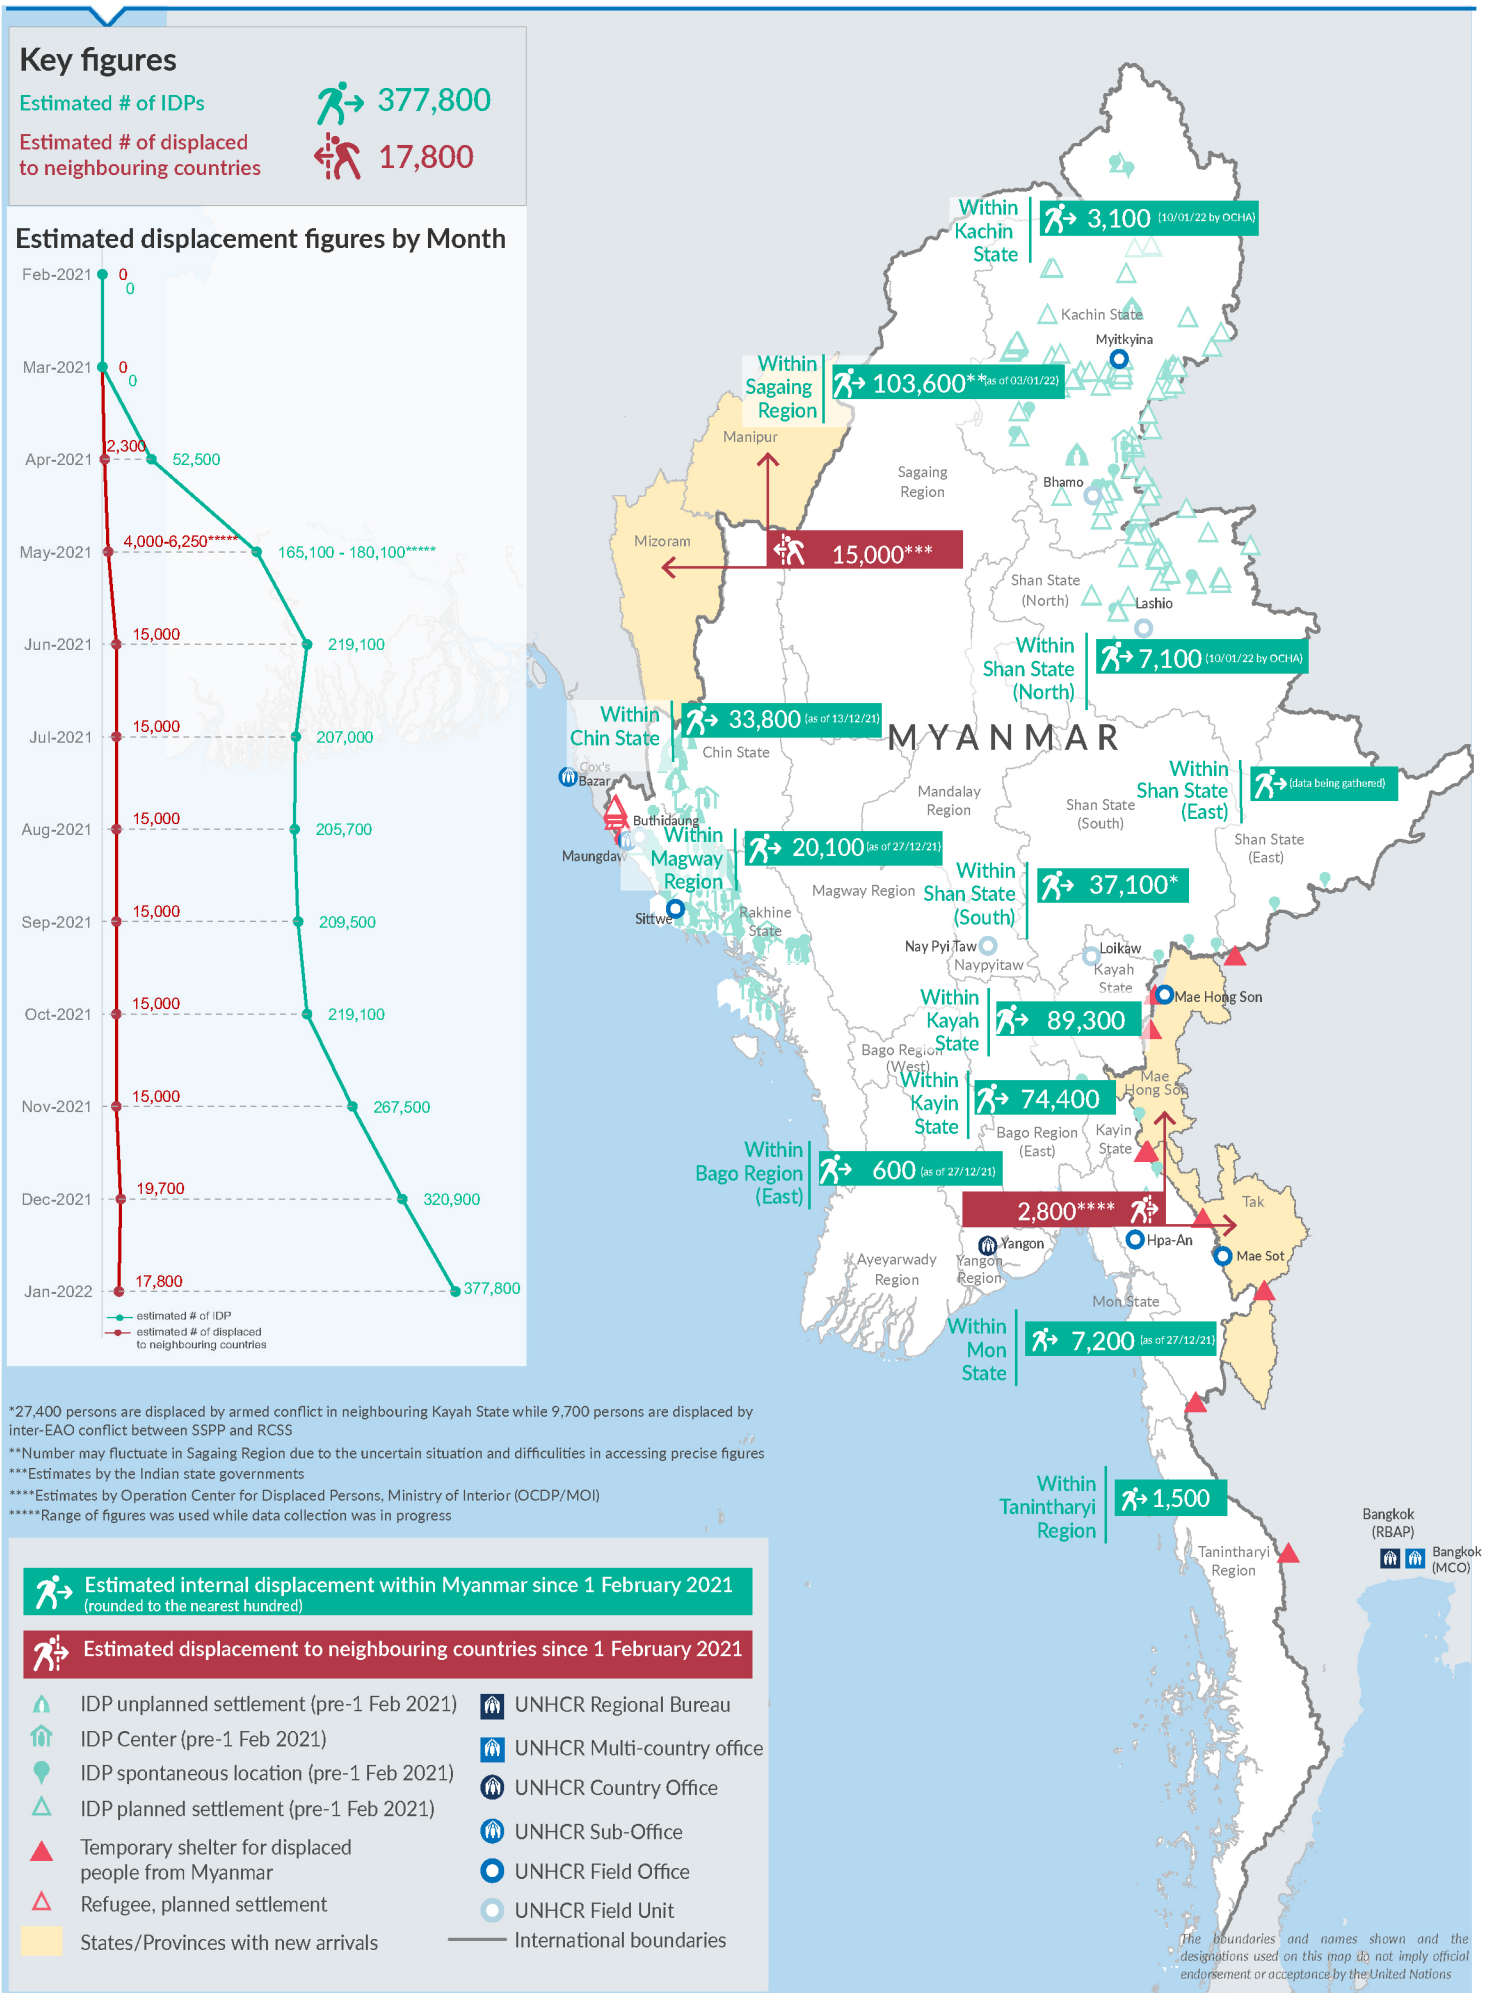 Key figures
Estimated # of IDPs
377,800
Estimated # of displaced
to neighbouring countries
17,800
Estimated displacement figures by Month
Feb-2021
0
0
Mar-2021
0
0
Apr-2021
2,300
52,500
May-2021
4,000-6,250*****
165,100 - 180,100*****
Jun-2021
15,000
219,100
Jul-2021
15,000
207,000
Aug-2021
15,000
205,700
Sep-2021
15,000
209,500
Oct-2021
15,000
219,100
Nov-2021
15,000
267,500
Dec-2021
19,700
320,900
Jan-2022
17,800
377,800
estimated # of IDP
estimated # of displaced
to neighbouring countries
Within
Kachin
State
3,100 (10/01/22 by OCHA)
Kachin State
Myitkyina
Within
Sagaing
Region
103,600**(as of 03/01/22)
Manipur
Sagaing
Region
Bhamo
Mizoram
15,000***
Shan State
(North)
Lashio
Within
Shan State
(North)
7,100 (10/01/22 by OCHA)
Within
Chin State
33,800 (as of 13/12/21)
Chin State
MYANMAR
Cox's
Bazar
Mandalay
Region
Shan State
(South)
Within
Shan State
(East)
(data being gathered)
Shan State
(East)
Buthidaung
Maungdaw
Within
Magway
Region
20,100 (as of 27/12/21)
Magway Region
Within
Shan State
(South)
37,100*
Sittwe
Rakhine
State
Nay Pyi Taw
Naypyitaw
Loikaw
Kayah
State
Mae Hong Son
Within
Kayah
State
89,300
Bago Region
(West)
Within
Kayin
State
74,400
Mae
Hong Son
Bago Region
(East)
Kayin
State
Within
Bago Region
(East)
600 (as of 27/12/21)
2,800****
Tak
Hpa-An
Mae Sot
Yangon
Yangon
Region
Ayeyarwady
Region
Mon State
Within
Mon
State
7,200 (as of 27/12/21)
Within
Tanintharyi
Region
1,500
Tanintharyi
Region
Bangkok
(RBAP)
Bangkok
(MCO)
*27,400 persons are displaced by armed conflict in neighbouring Kayah State while 9,700 persons are displaced by
inter-EAO conflict between SSPP and RCSS
**Number may fluctuate in Sagaing Region due to the uncertain situation and difficulities in accessing precise figures
***Estimates by the Indian state governments
****Estimates by Operation Center for Displaced Persons, Ministry of Interior (OCDP/MOI)
*****Range of figures was used while data collection was in progress
Estimated internal displacement within Myanmar since 1 February 2021
(rounded to the nearest hundred)
Estimated displacement to neighbouring countries since 1 February 2021
IDP unplanned settlement (pre-1 Feb 2021)
IDP Center (pre-1 Feb 2021)
IDP spontaneous location (pre-1 Feb 2021)
IDP planned settlement (pre-1 Feb 2021)
Temporary shelter for displaced
people from Myanmar
Refugee, planned settlement
States/Provinces with new arrivals
UNHCR Regional Bureau
UNHCR Multi-country office
UNHCR Country Office
UNHCR Sub-Office
UNHCR Field Office
UNHCR Field Unit
International boundaries
The boundaries and names shown and the
designations used on this map do not imply official
endorsement or acceptance by the United Nations